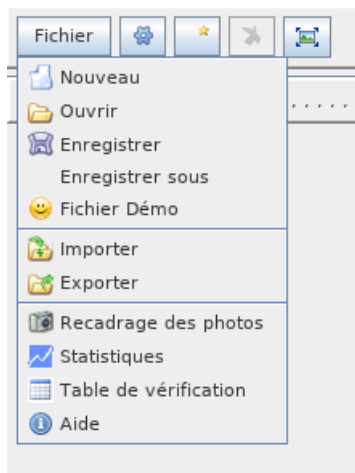 Fichier
Nouveau
Ouvrir
Enregistrer
Enregistrer sous
Fichier Démo
Importer
Exporter
Recadrage des photos
Statistiques
Table de vérification
Aide